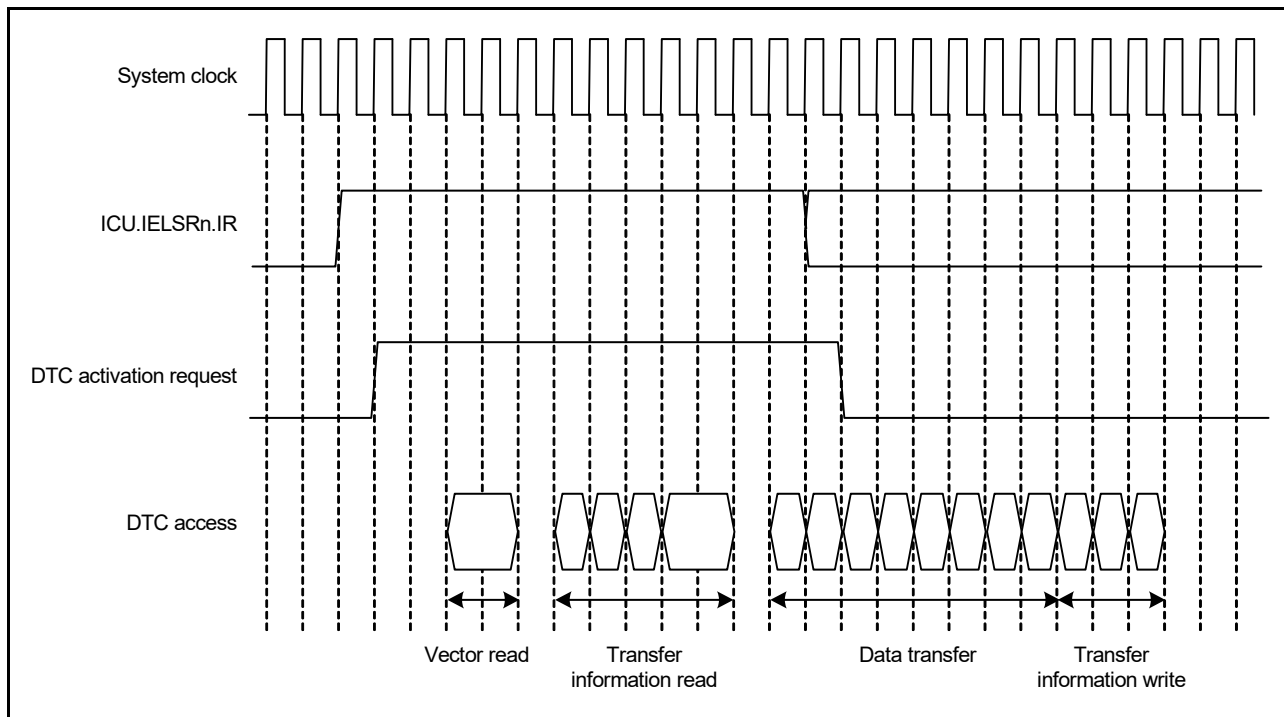 System clock
ICU.IELSRn.IR
DTC activation request
DTC access
Vector read
Transfer
information read
Data transfer
Transfer
information write